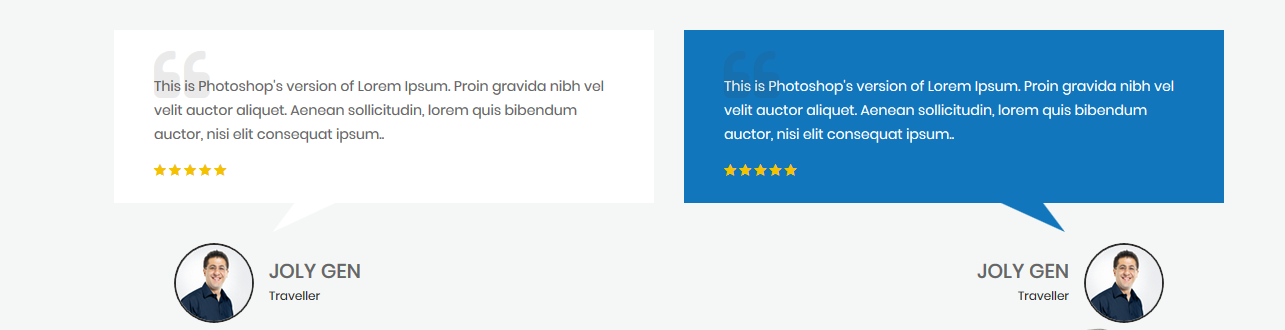 This is Photoshop's version of Lorem Ipsum. Proin gravida nibh vel
velit auctor aliquet. Aenean sollicitudin, lorem quis bibendum
auctor, nisi elit consequat ipsum..
JOLY GEN
Traveller
This is Photoshop's version of Lorem Ipsum. Proin gravida nibh vel
velit auctor aliquet. Aenean sollicitudin, lorem quis bibendum
auctor, nisi elit consequat ipsum..
JOLY GEN
Traveller